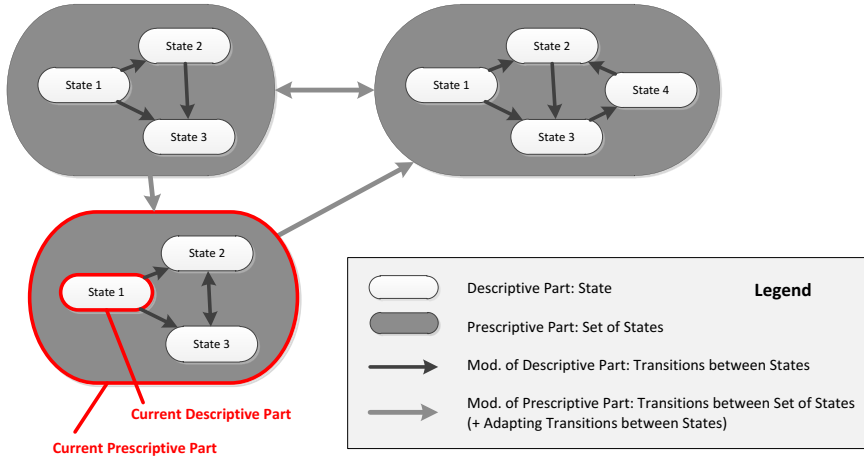 State 2
State 1
State 3
State 2
State 1
State 4
State 3
State 2
State 1
State 3
Current Descriptive Part
Current Prescriptive Part
Legend
Descriptive Part: State
Prescriptive Part: Set of States
Mod. of Descriptive Part: Transitions between States
Mod. of Prescriptive Part: Transitions between Set of States
(+ Adapting Transitions between States)